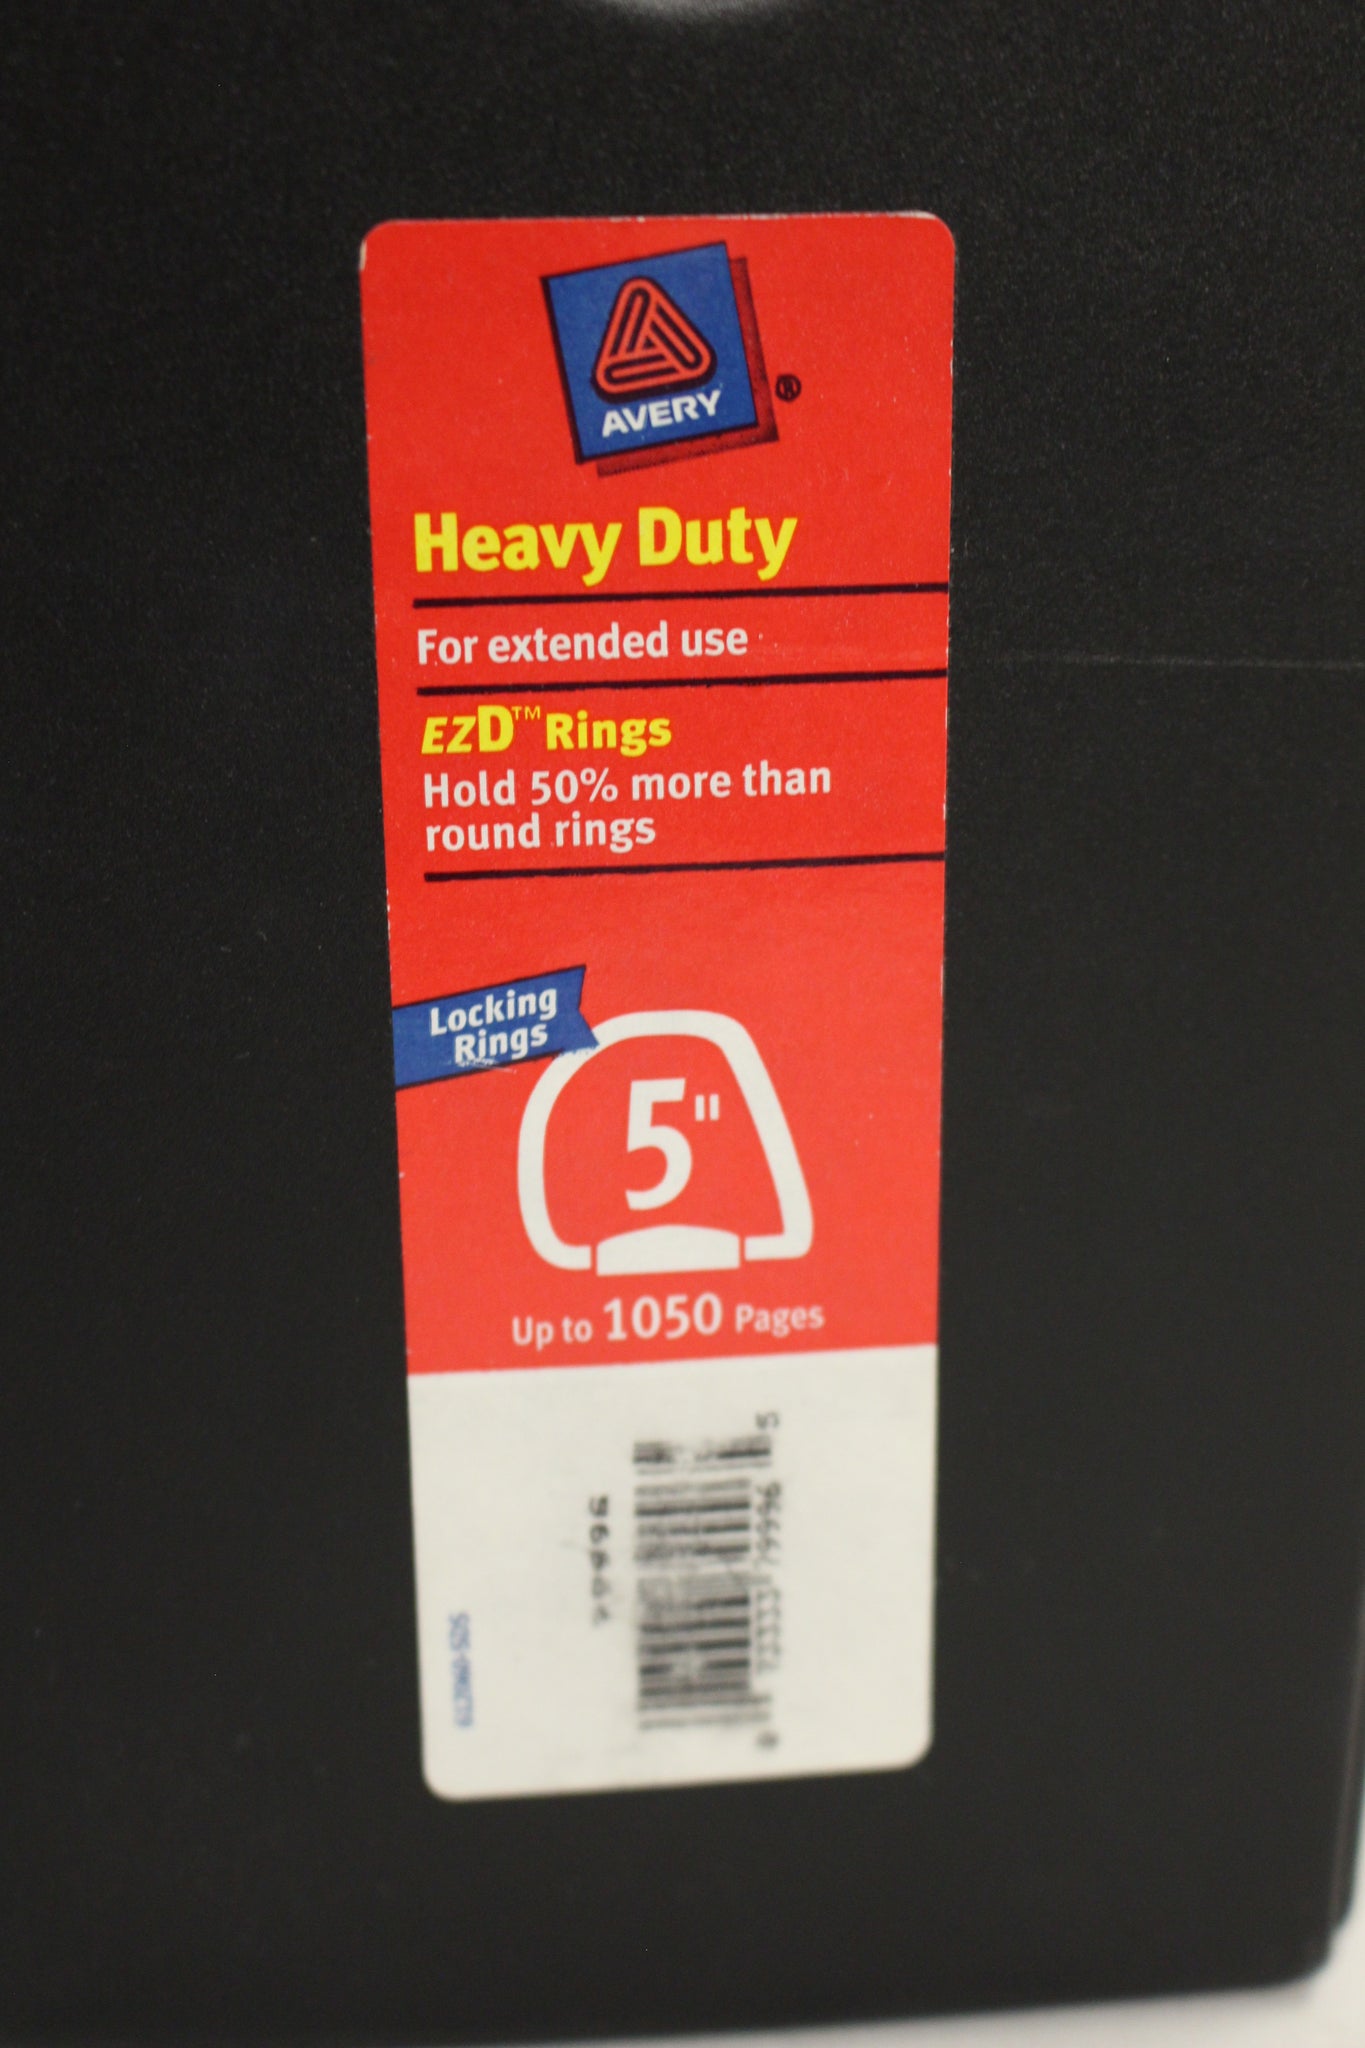 AVERY®
Heavy Duty
For extended use
EZD™ Rings
Hold 50% more than
round rings
Locking
Rings
5"
Up to 1050 Pages
5